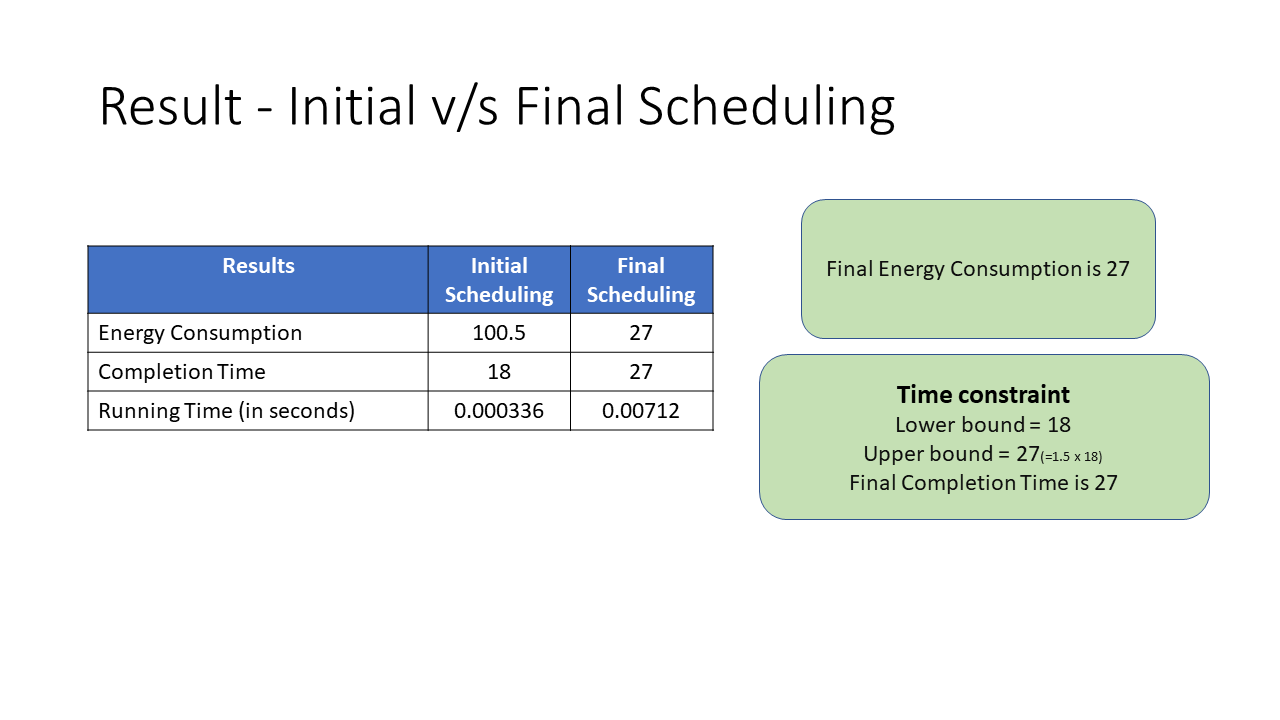 Result - Initial v/s Final Scheduling
Results
Initial
Scheduling
Final
Scheduling
Energy Consumption 100.5 27
Completion Time 18 27
Running Time (in seconds) 0.000336 0.00712
Final Energy Consumption is 27
Time constraint
Lower bound = 18
Upper bound = 27(=1.5 x 18)
Final Completion Time is 27